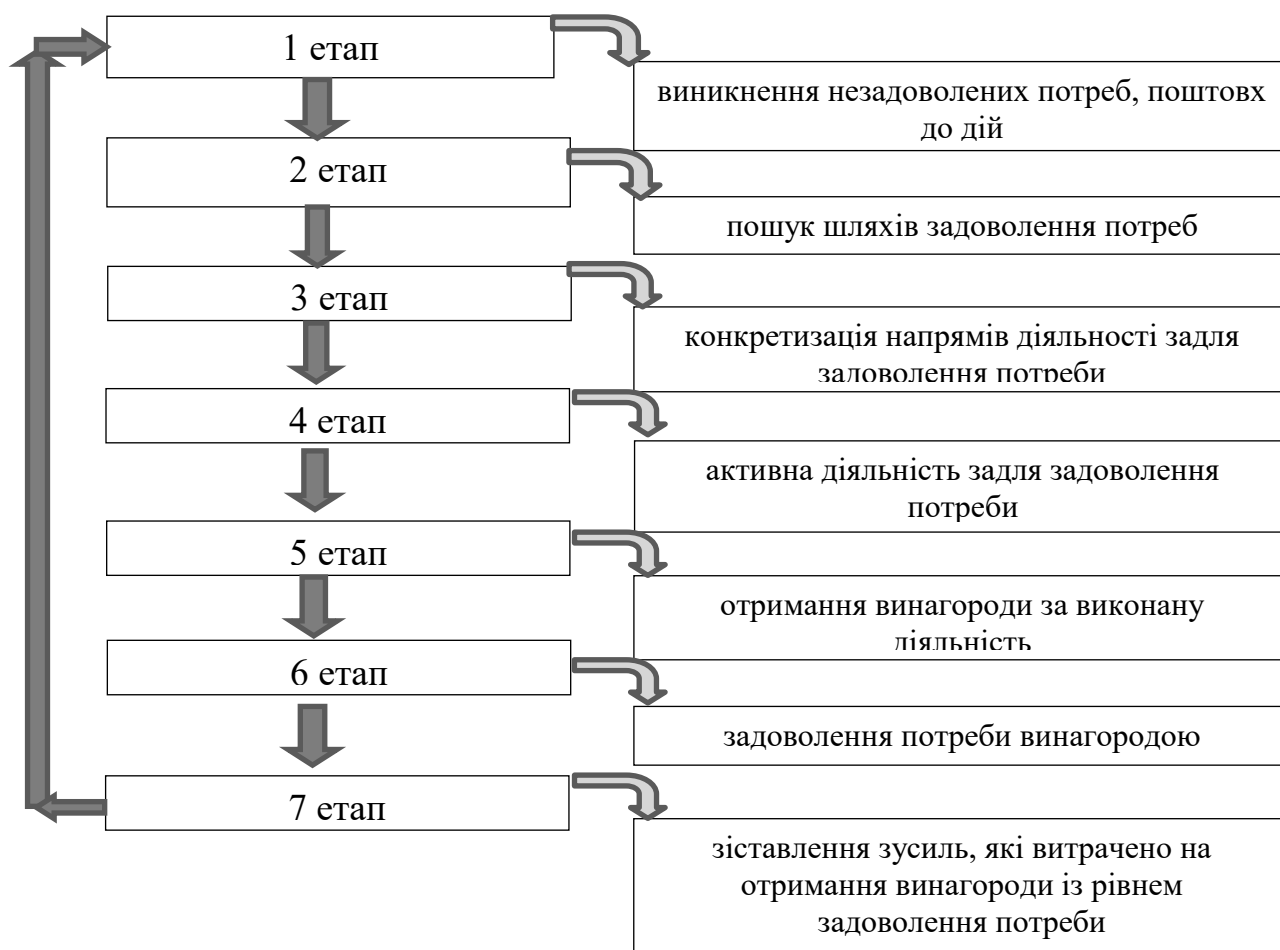 1 етап
виникнення незадоволених потреб, поштовх
до дій
2 етап
пошук шляхів задоволення потреб
3 етап
конкретизація напрямів діяльності задля
задоволення потреби
4 етап
активна діяльність задля задоволення
потреби
5 етап
отримання винагороди за виконану
діяльність
6 етап
задоволення потреби винагородою
7 етап
зіставлення зусиль, які витрачено на
отримання винагороди із рівнем
задоволення потреби